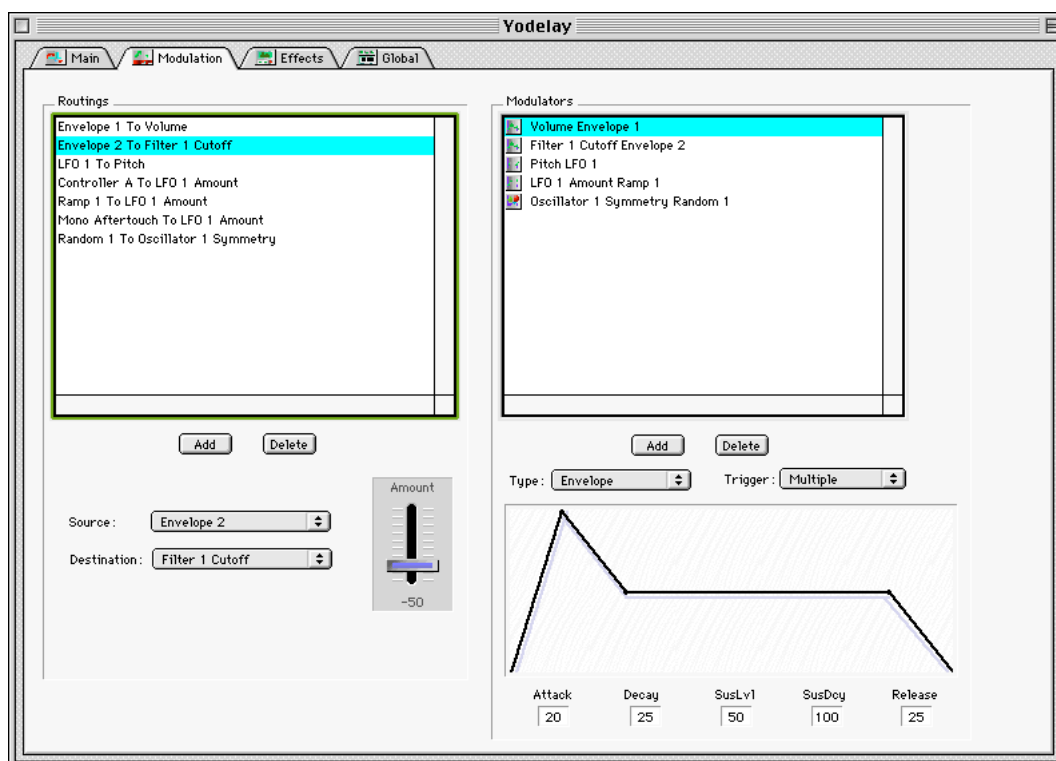 Yodelay
Main Modulation Effects Global
Routings
Envelope 1 To Volume
Envelope 2 To Filter 1 Cutoff
LFO 1 To Pitch
Controller A To LFO 1 Amount
Ramp 1 To LFO 1 Amount
Mono Aftertouch To LFO 1 Amount
Random 1 To Oscillator 1 Symmetry
Add Delete
Source: Envelope 2
Destination: Filter 1 Cutoff
Amount
-50
Modulators
Volume Envelope 1
Filter 1 Cutoff Envelope 2
Pitch LFO 1
LFO 1 Amount Ramp 1
Oscillator 1 Symmetry Random 1
Add Delete
Type: Envelope Trigger: Multiple
Attack Decay SusLvl SusDcy Release
20 25 50 100 25